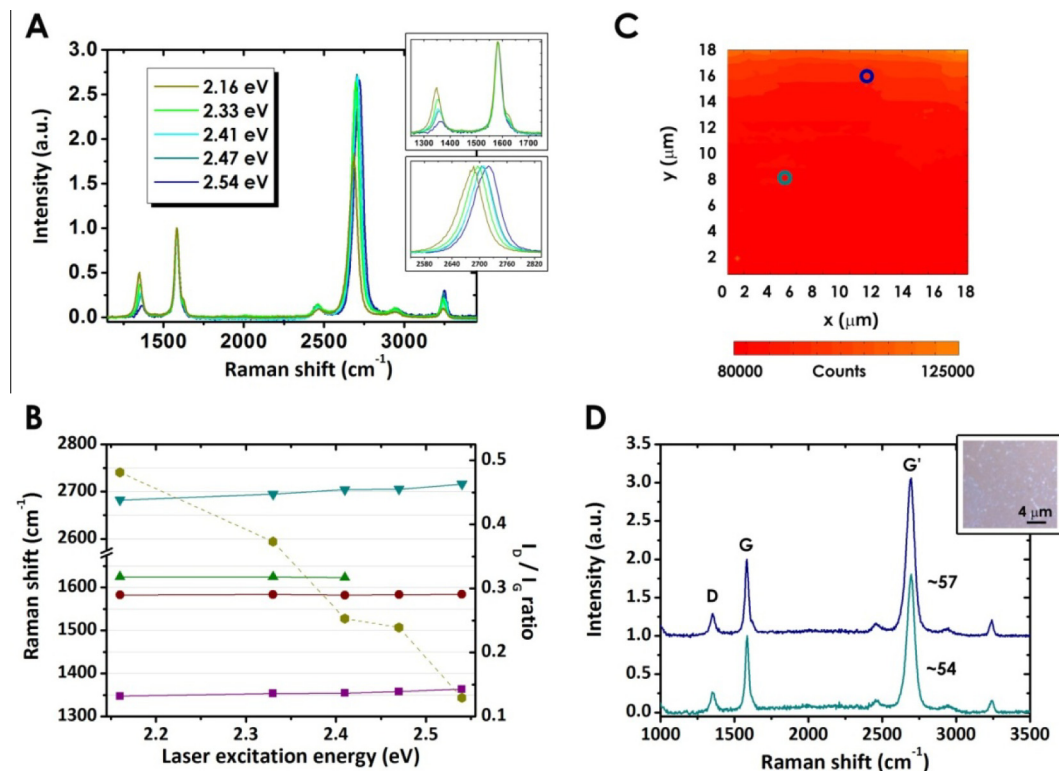 A
3.0
2.5
2.0
1.5
1.0
0.5
0.0
Intensity (a.u.)
2.16 eV
2.33 eV
2.41 eV
2.47 eV
2.54 eV
1300 1400 1500 1600 1700
2560 2640 2700 2760 2820
1500 2000 2500 3000
Raman shift (cm⁻¹)
C
18
16
14
12
10
8
6
4
2
y (μm)
0 2 4 6 8 10 12 14 16 18
x (μm)
80000 Counts 125000
B
2800
2700
2600
1600
1500
1400
1300
Raman shift (cm⁻¹)
0.5
0.4
0.3
0.2
0.1
I_D / I_G ratio
2.2 2.3 2.4 2.5
Laser excitation energy (eV)
D
3.5
3.0
2.5
2.0
1.5
1.0
0.5
0.0
Intensity (a.u.)
D
G
G'
~57
~54
4 μm
1000 1500 2000 2500 3000 3500
Raman shift (cm⁻¹)